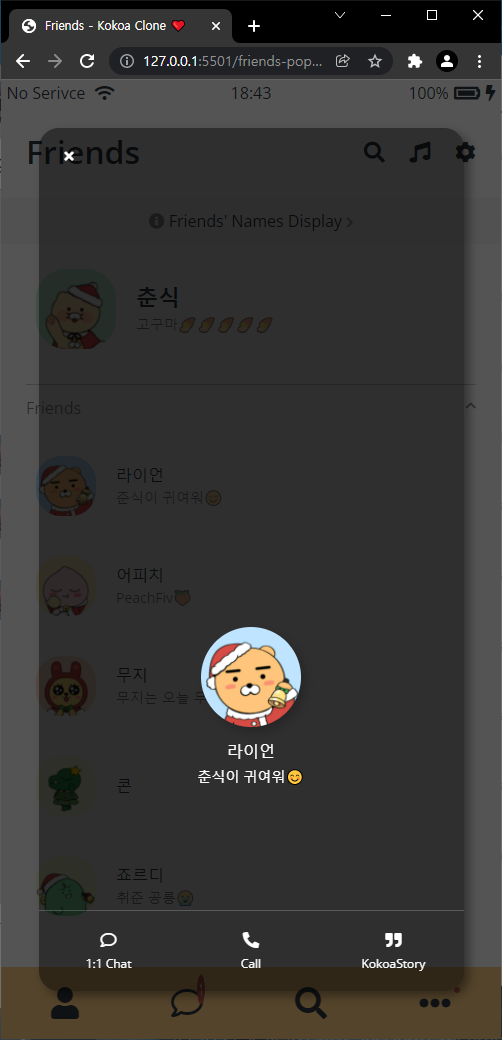 Friends - Kokoa Clone ❤️
127.0.0.1:5501/friends-pop...
No Serivce 18:43 100%
Friends
Friends' Names Display
춘식
고구마🍠🍠🍠🍠🍠
Friends
라이언
춘식이 귀여워😊
어피치
PeachFiv🍑
무지
무지는 오늘
콘
라이언
춘식이 귀여워😊
죠르디
취준 공룡😭
1:1 Chat Call KokoaStory